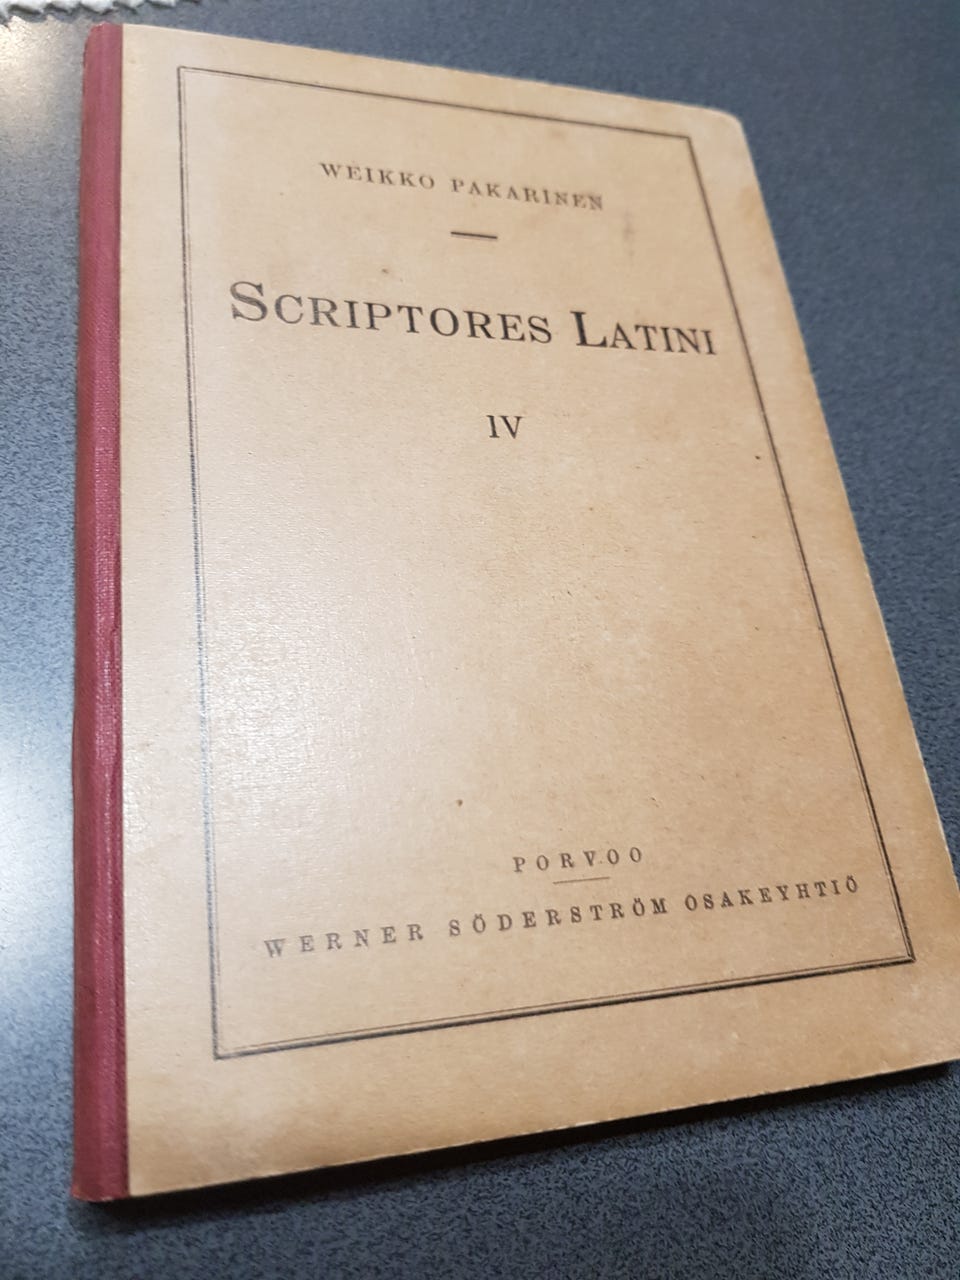 WEIKKO PAKARINEN
SCRIPTORES LATINI
IV
PORVOO
WERNER SÖDERSTRÖM OSAKEYHTIÖ